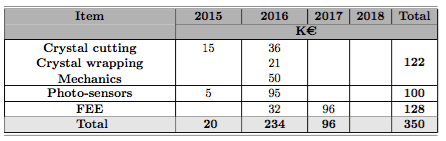 Item 2015 2016 2017 2018 Total
K€
Crystal cutting 15 36
Crystal wrapping 21 122
Mechanics 50
Photo-sensors 5 95 100
FEE 32 96 128
Total 20 234 96 350